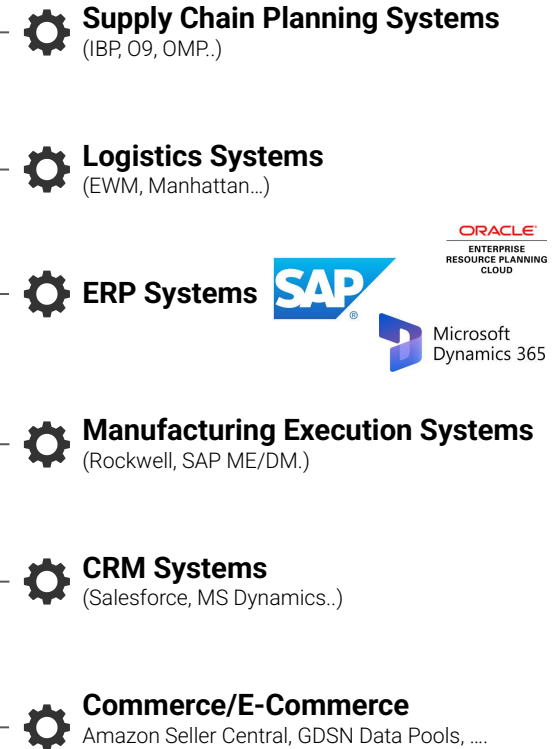 Supply Chain Planning Systems
(IBP, O9, OMP..)
Logistics Systems
(EWM, Manhattan…)
ORACLE
ENTERPRISE
RESOURCE PLANNING
CLOUD
ERP Systems
SAP
®
Microsoft
Dynamics 365
Manufacturing Execution Systems
(Rockwell, SAP ME/DM.)
CRM Systems
(Salesforce, MS Dynamics..)
Commerce/E-Commerce
Amazon Seller Central, GDSN Data Pools, ....